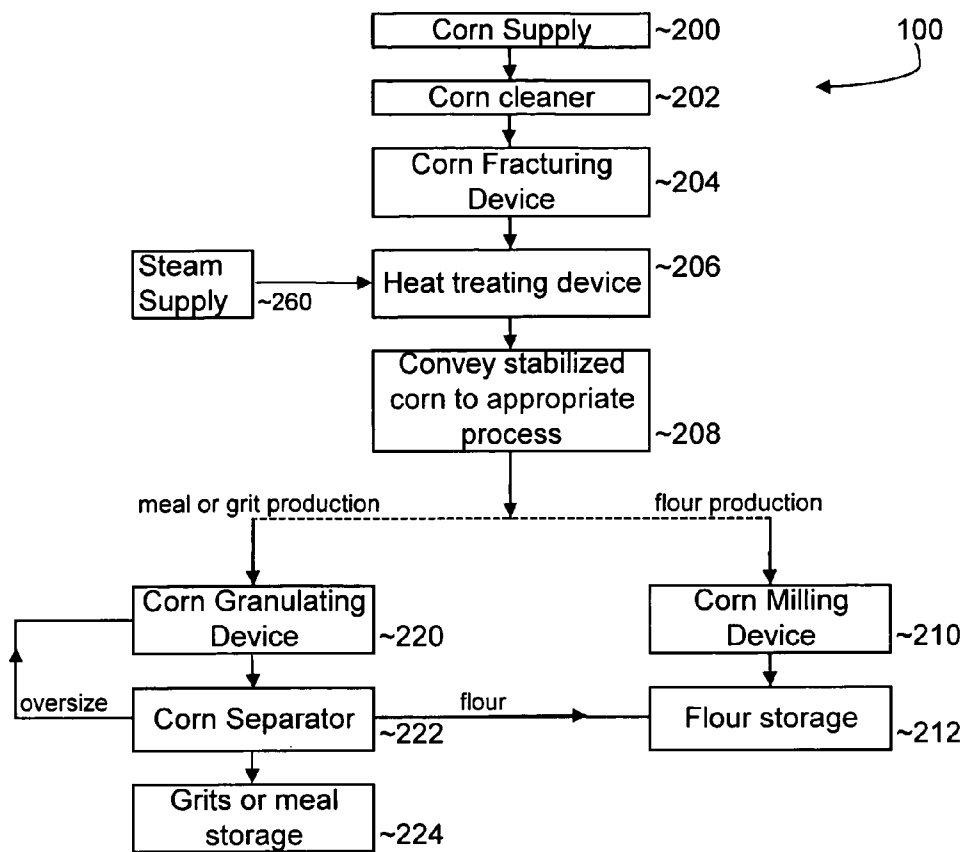 Corn Supply ~200
100
Corn cleaner ~202
Corn Fracturing
Device ~204
Steam
Supply ~260
Heat treating device ~206
Convey stabilized
corn to appropriate
process ~208
meal or grit production
flour production
Corn Granulating
Device ~220
Corn Milling
Device ~210
oversize
Corn Separator ~222
flour
Flour storage ~212
Grits or meal
storage ~224